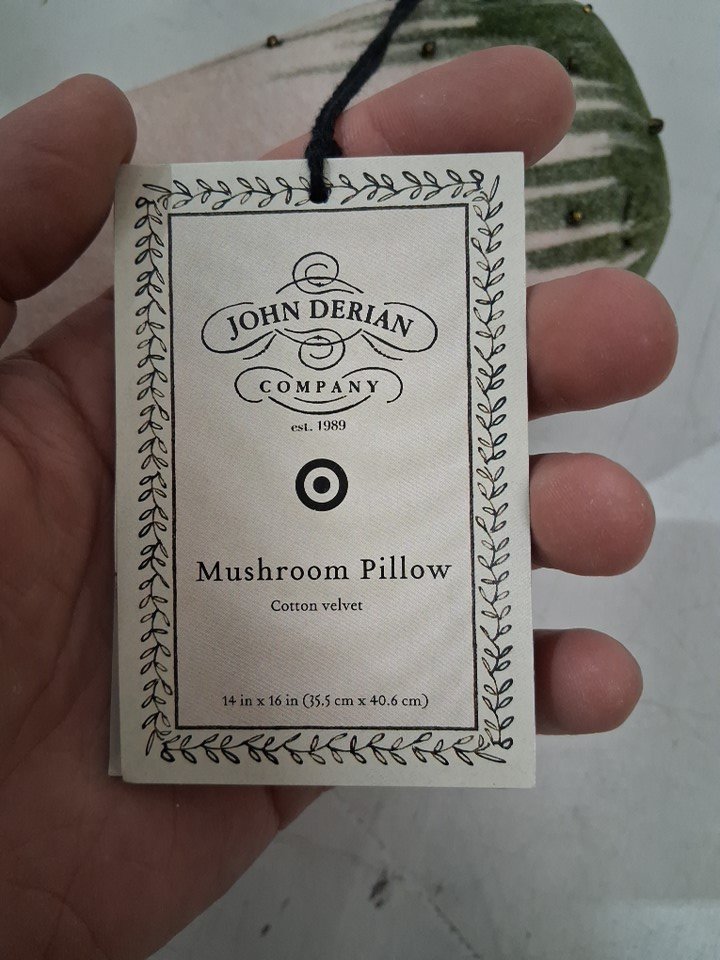 JOHN DERIAN
COMPANY
est. 1989
Mushroom Pillow
Cotton velvet
14 in x 16 in (35.5 cm x 40.6 cm)